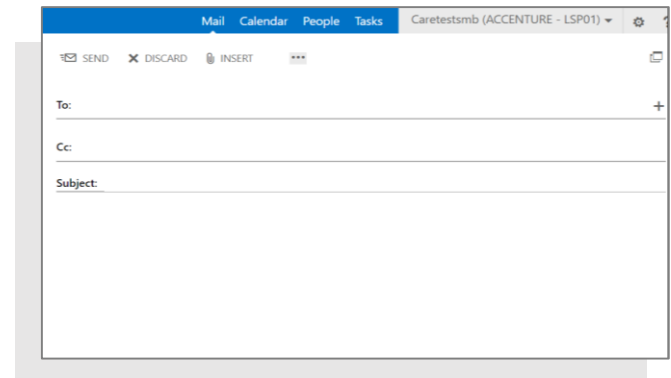 Mail Calendar People Tasks Caretestsmb (ACCENTURE - LSP01) ?
SEND DISCARD INSERT ...
To:
Cc:
Subject: